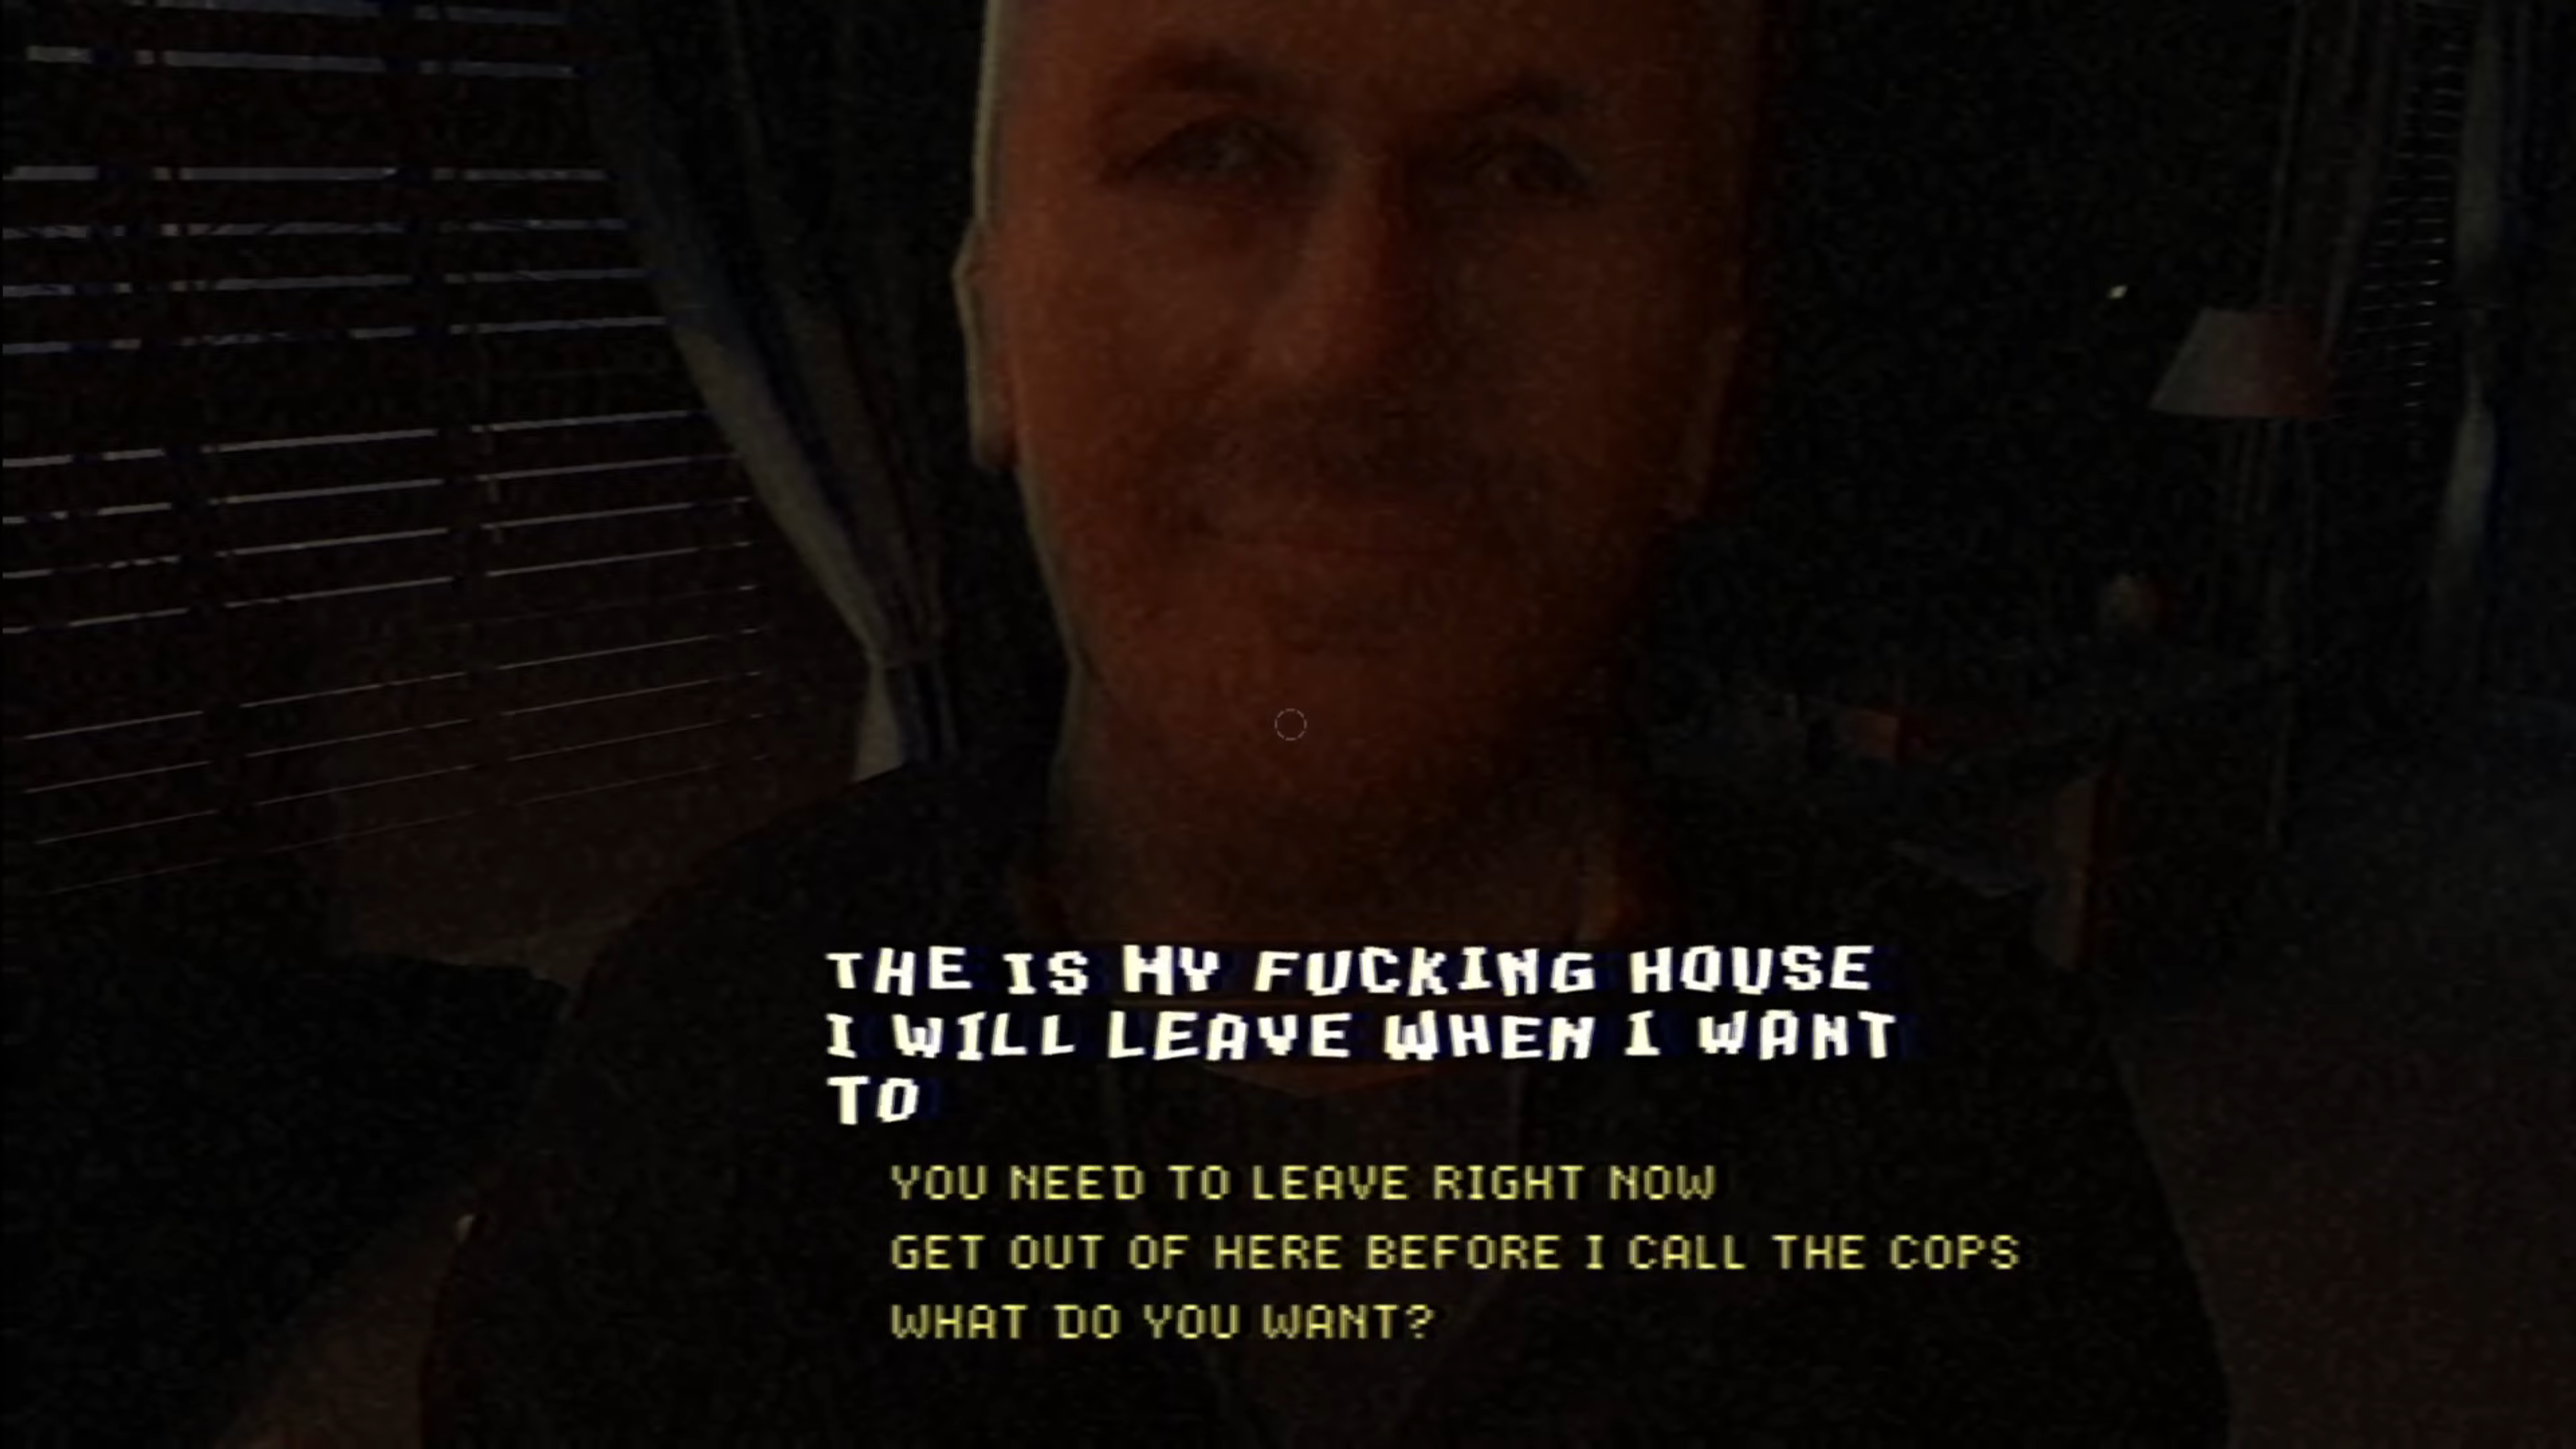 THE IS MY FUCKING HOUSE
I WILL LEAVE WHEN I WANT
TO
YOU NEED TO LEAVE RIGHT NOW
GET OUT OF HERE BEFORE I CALL THE COPS
WHAT DO YOU WANT?